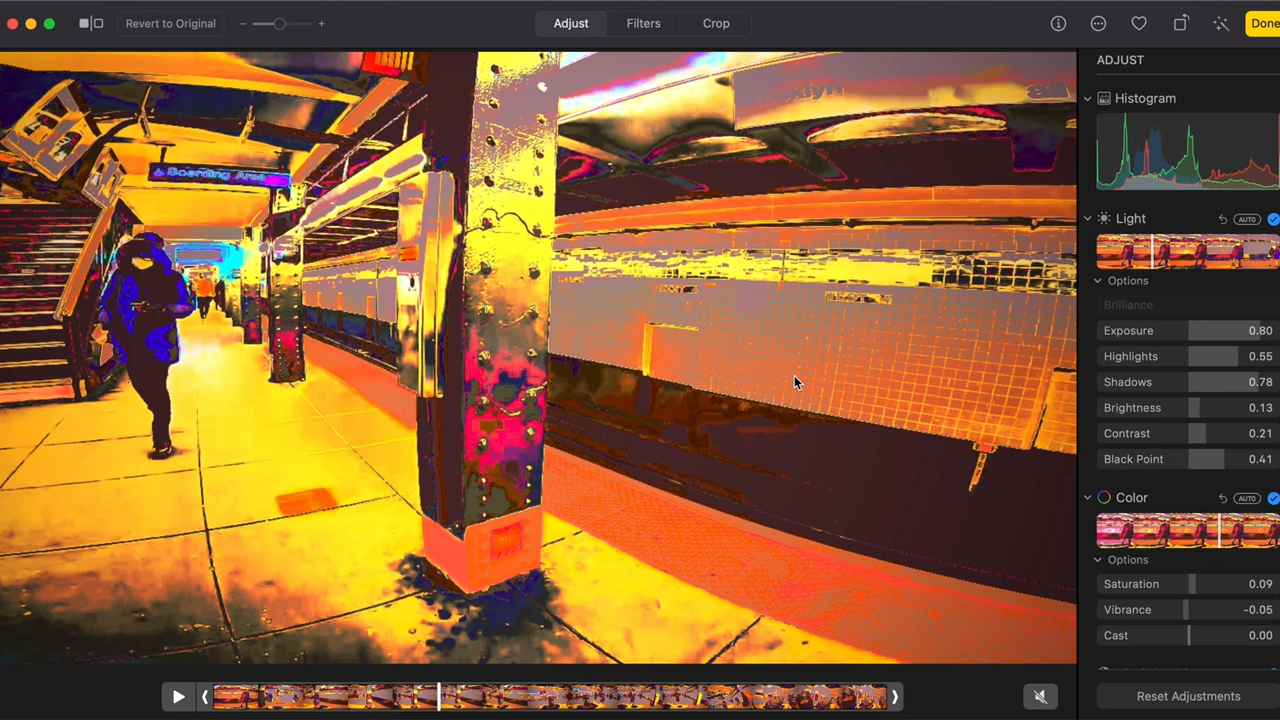 Revert to Original
Adjust
Filters
Crop
Done
ADJUST
Histogram
Light
AUTO
Options
Brilliance
Exposure 0.80
Highlights 0.55
Shadows 0.78
Brightness 0.13
Contrast 0.21
Black Point 0.41
Color
AUTO
Options
Saturation 0.09
Vibrance -0.05
Cast 0.00
Reset Adjustments
Boarding Area